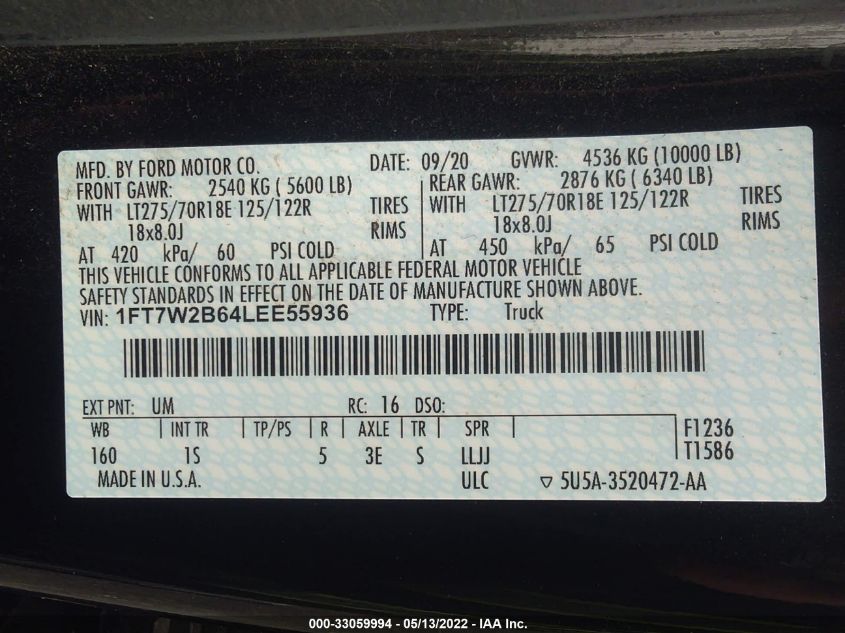 MFD. BY FORD MOTOR CO. DATE: 09/20 GVWR: 4536 KG (10000 LB)
FRONT GAWR: 2540 KG ( 5600 LB) REAR GAWR: 2876 KG ( 6340 LB)
WITH LT275/70R18E 125/122R TIRES WITH LT275/70R18E 125/122R TIRES
18x8.0J RIMS 18x8.0J RIMS
AT 420 kPa/ 60 PSI COLD AT 450 kPa/ 65 PSI COLD
THIS VEHICLE CONFORMS TO ALL APPLICABLE FEDERAL MOTOR VEHICLE
SAFETY STANDARDS IN EFFECT ON THE DATE OF MANUFACTURE SHOWN ABOVE.
VIN: 1FT7W2B64LEE55936 TYPE: Truck
EXT PNT: UM RC: 16 DSO:
WB INT TR TP/PS R AXLE TR SPR F1236
160 1S 5 3E S LLJJ T1586
MADE IN U.S.A. ULC 5U5A-3520472-AA
000-33059994 - 05/13/2022 - IAA Inc.